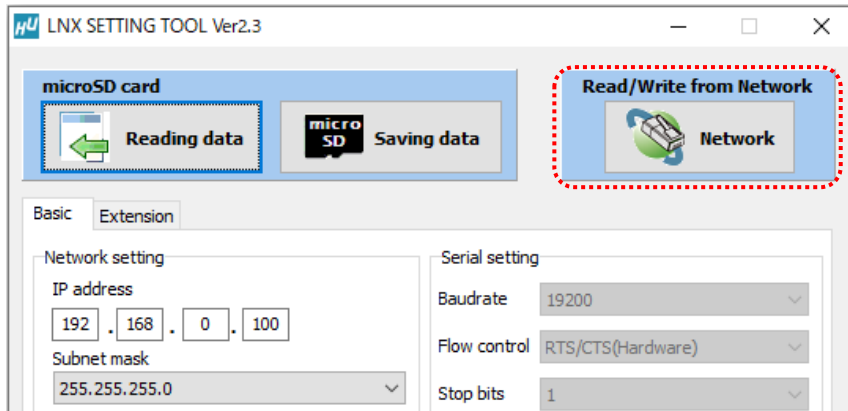 HU LNX SETTING TOOL Ver2.3
microSD card
Reading data
micro
SD
Saving data
Read/Write from Network
Network
Basic
Extension
Network setting
IP address
192 . 168 . 0 . 100
Subnet mask
255.255.255.0
Serial setting
Baudrate 19200
Flow control RTS/CTS(Hardware)
Stop bits 1